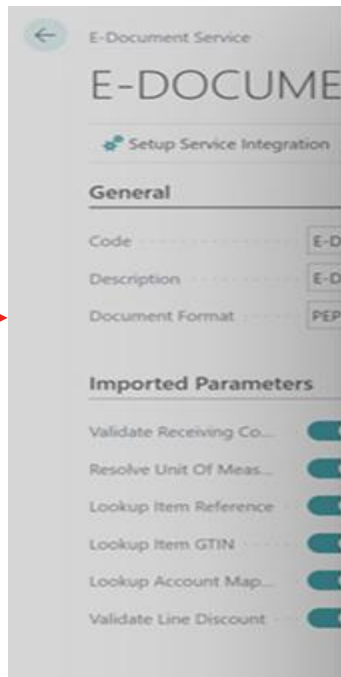 E-Document Service
E-DOCUME
Setup Service Integration
General
Code E-D
Description E-D
Document Format PEP
Imported Parameters
Validate Receiving Co...
Resolve Unit Of Meas...
Lookup Item Reference
Lookup Item GTIN
Lookup Account Map...
Validate Line Discount